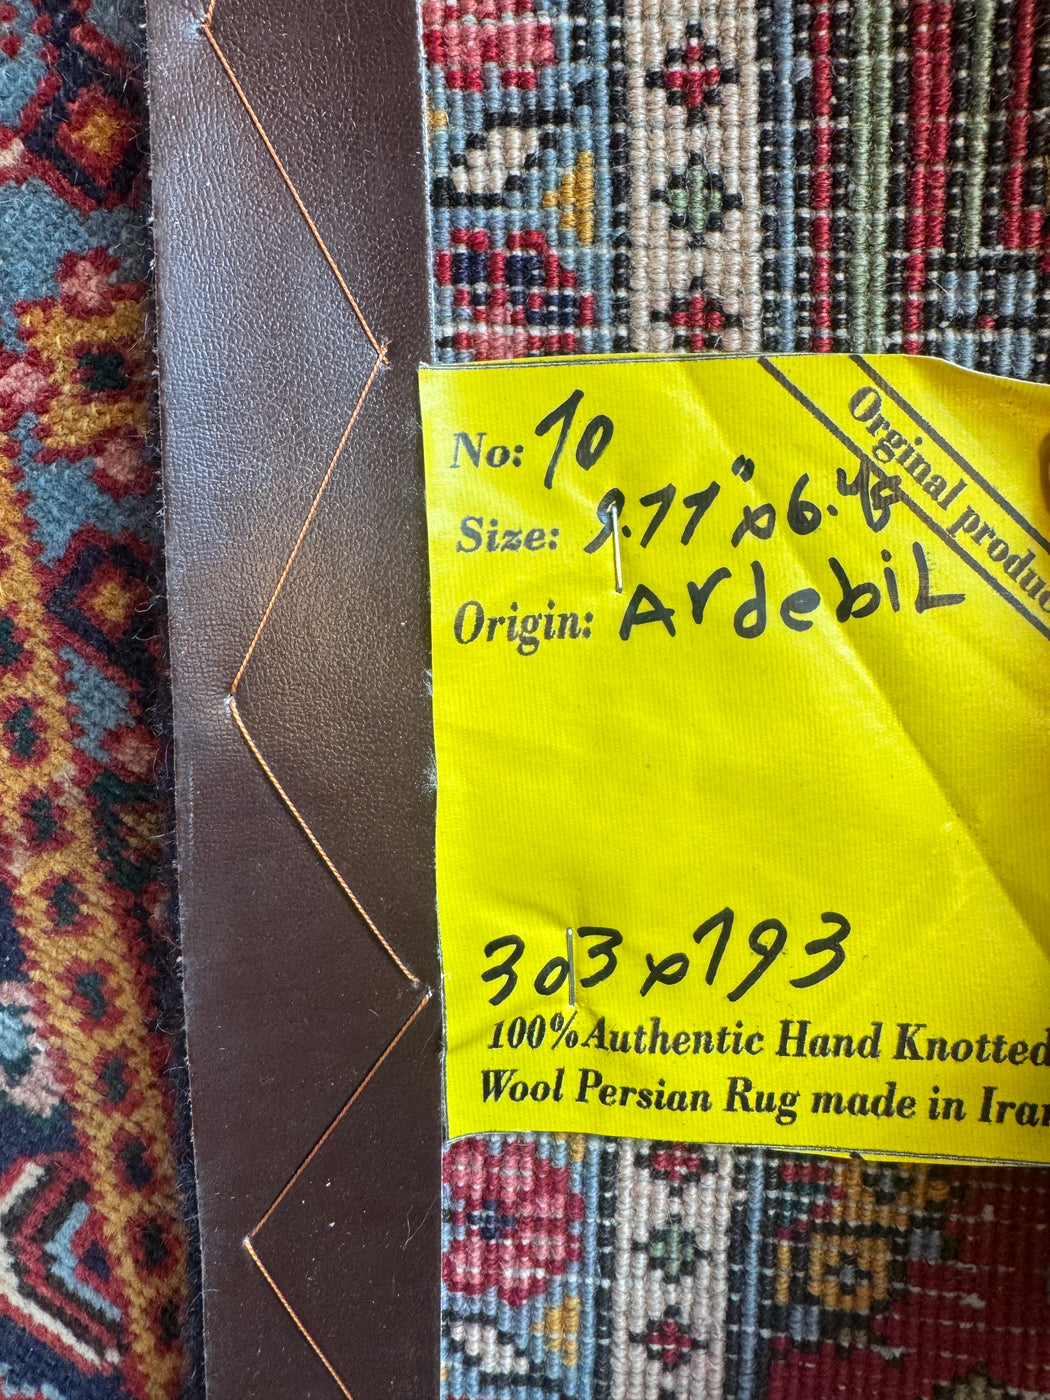 Orginal produc
No: 10
Size: 9.11" x 6.4
Origin: ArdebiL
303 x 193
100% Authentic Hand Knotted
Wool Persian Rug made in Iran